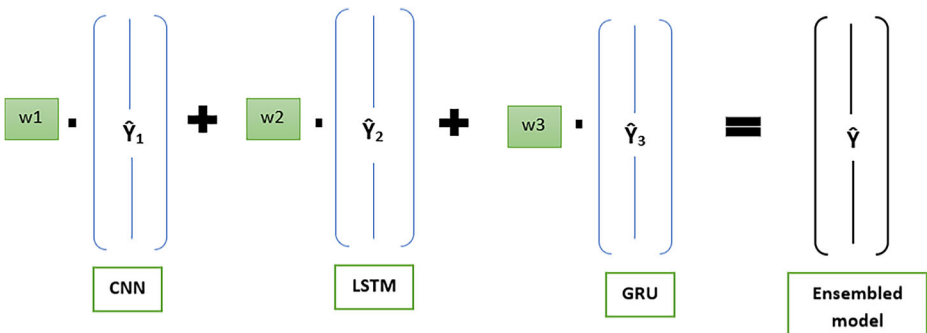 w1 · Ŷ1 + w2 · Ŷ2 + w3 · Ŷ3 = Ŷ
CNN LSTM GRU Ensembled
model